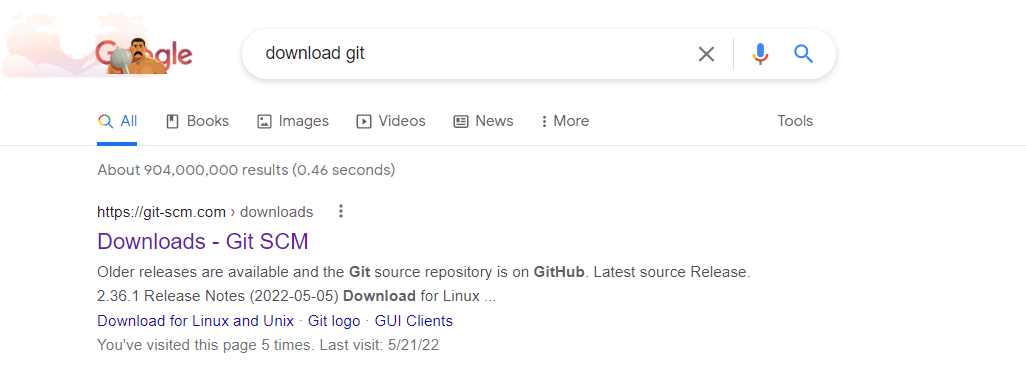 Google
download git
All Books Images Videos News More Tools
About 904,000,000 results (0.46 seconds)
https://git-scm.com › downloads
Downloads - Git SCM
Older releases are available and the Git source repository is on GitHub. Latest source Release.
2.36.1 Release Notes (2022-05-05) Download for Linux ...
Download for Linux and Unix · Git logo · GUI Clients
You've visited this page 5 times. Last visit: 5/21/22